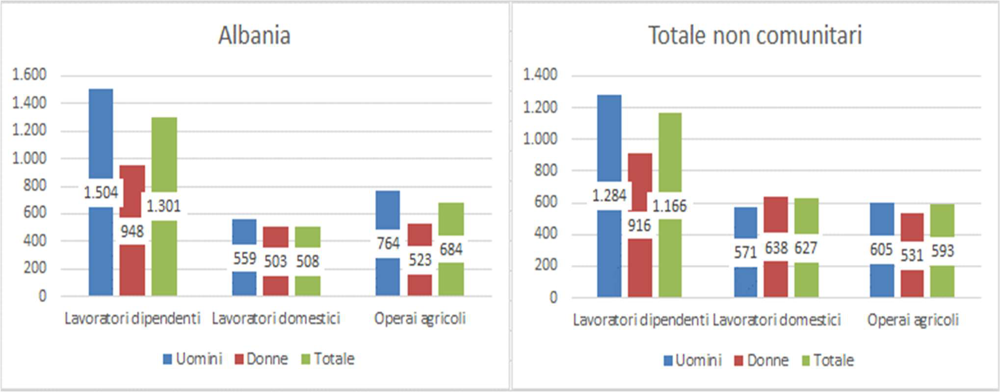 Albania
1.600
1.400
1.200
1.000
800
600
400
200
0
1.504
948
1.301
559
503
508
764
523
684
Lavoratori dipendenti
Lavoratori domestici
Operai agricoli
Uomini
Donne
Totale
Totale non comunitari
1.400
1.200
1.000
800
600
400
200
0
1.284
916
1.166
571
638
627
605
531
593
Lavoratori dipendenti
Lavoratori domestici
Operai agricoli
Uomini
Donne
Totale